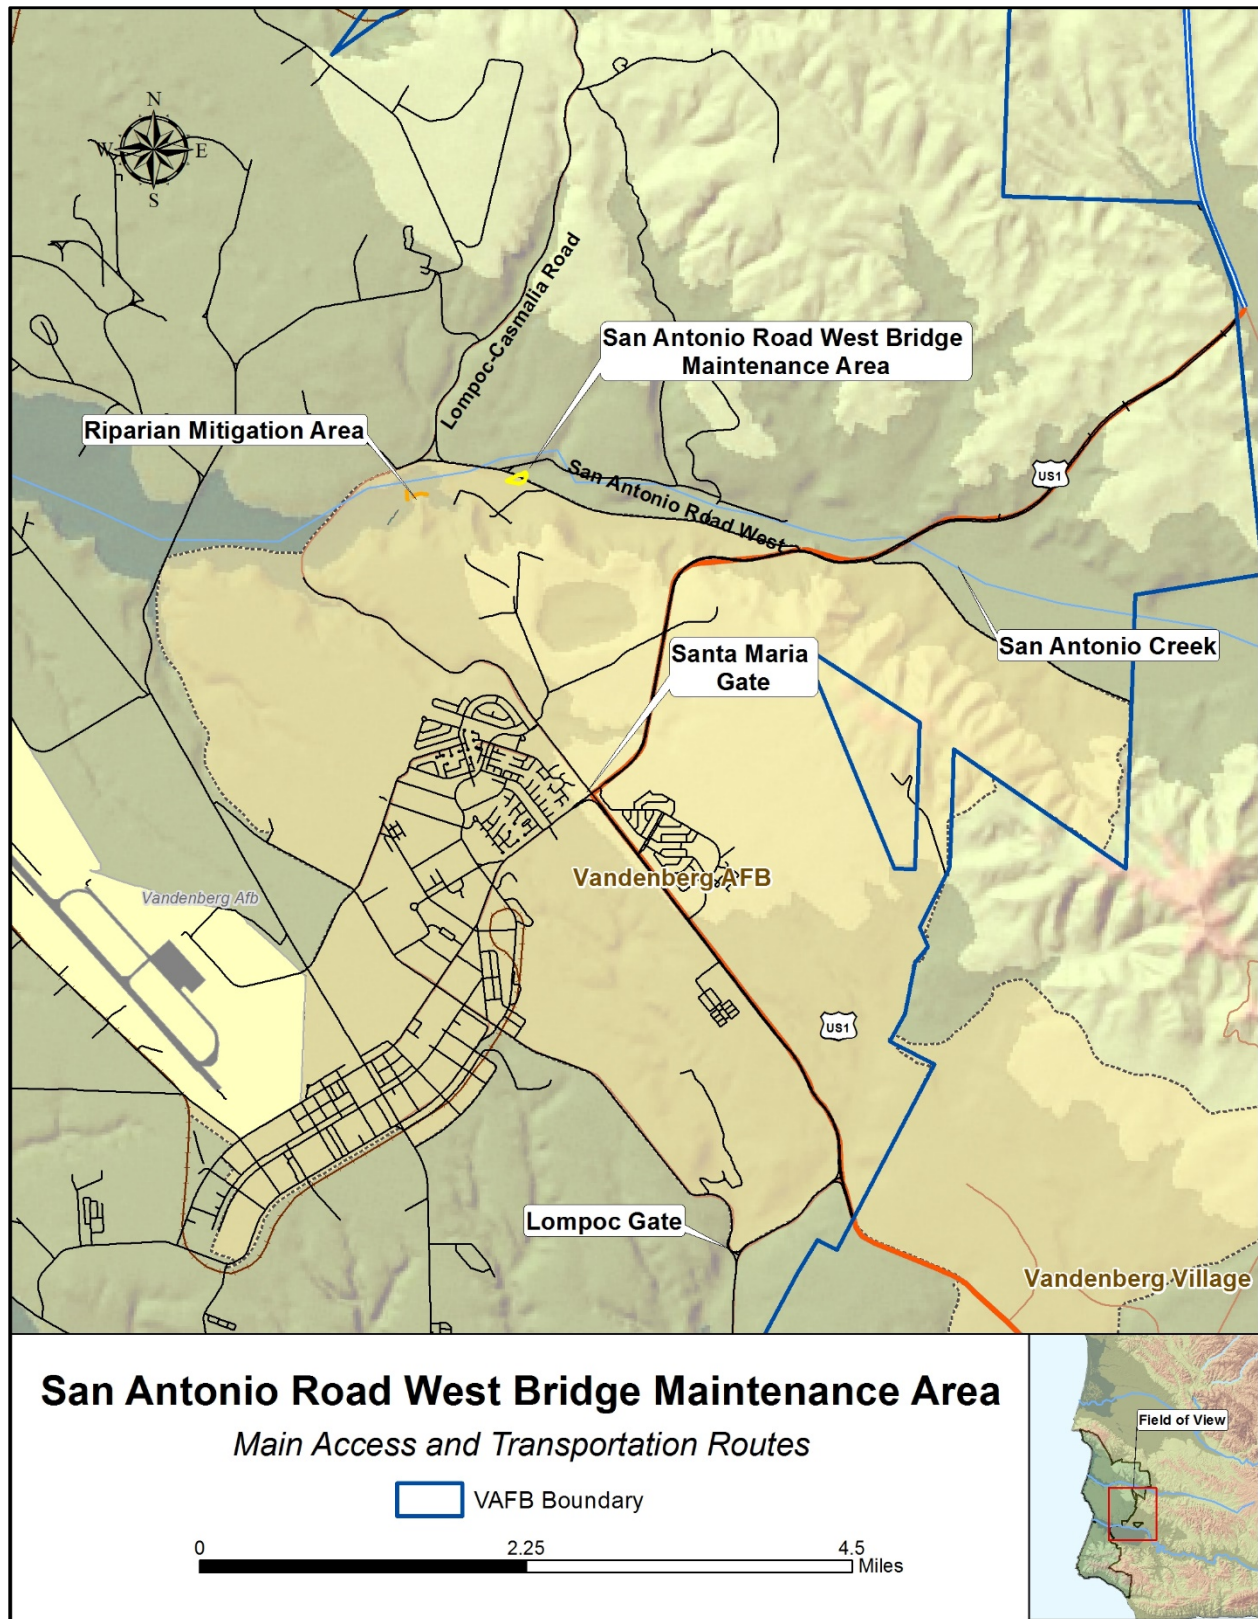 N
W E
S
Lompoc-Casmalia Road
San Antonio Road West Bridge
Maintenance Area
Riparian Mitigation Area
San Antonio Road West
US1
San Antonio Creek
Santa Maria
Gate
Vandenberg AFB
Vandenberg Afb
US1
Lompoc Gate
Vandenberg Village
San Antonio Road West Bridge Maintenance Area
Main Access and Transportation Routes
VAFB Boundary
0 2.25 4.5
Miles
Field of View